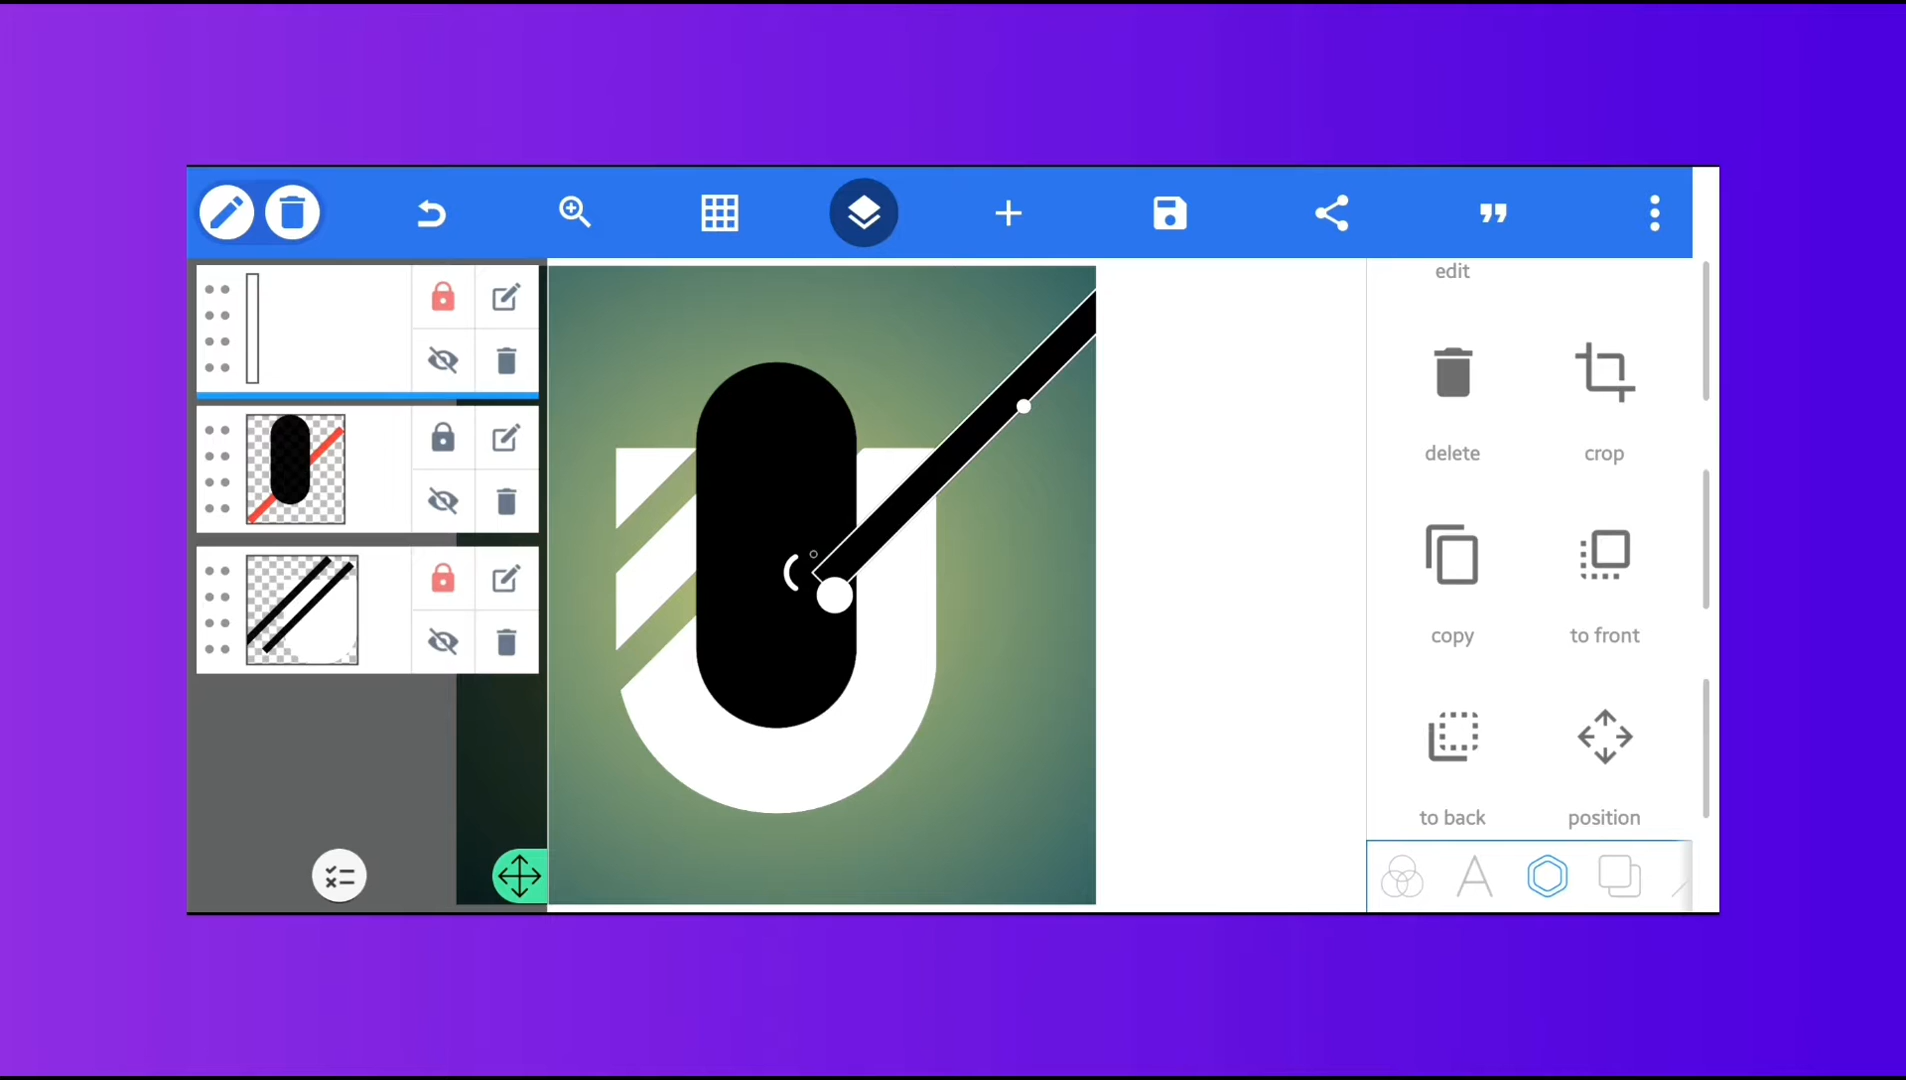 edit
delete
crop
copy
to front
to back
position